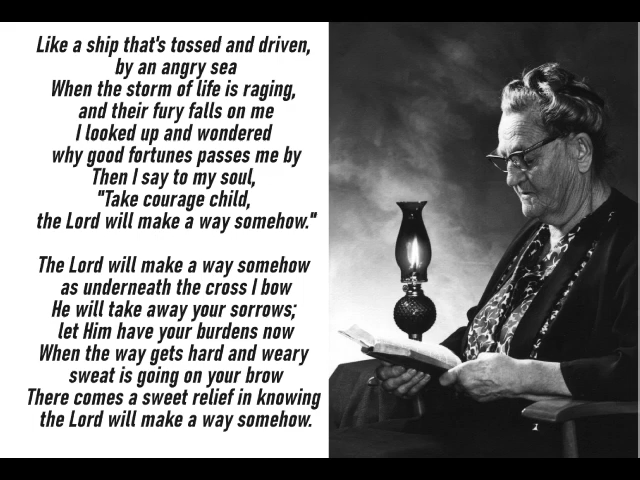 Like a ship that's tossed and driven,
by an angry sea
When the storm of life is raging,
and their fury falls on me
I looked up and wondered
why good fortunes passes me by
Then I say to my soul,
"Take courage child,
the Lord will make a way somehow."
The Lord will make a way somehow
as underneath the cross I bow
He will take away your sorrows;
let Him have your burdens now
When the way gets hard and weary
sweat is going on your brow
There comes a sweet relief in knowing
the Lord will make a way somehow.